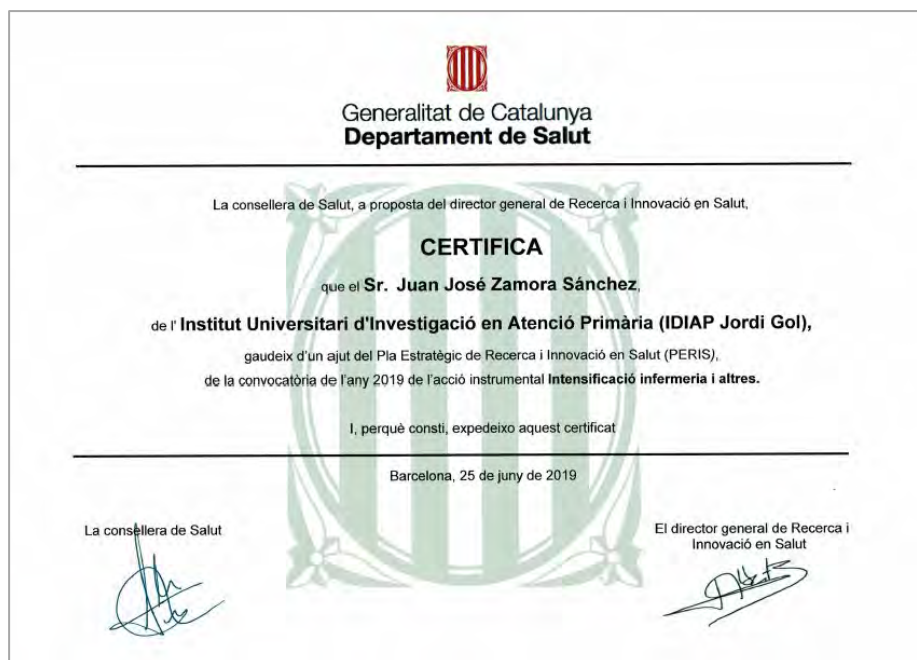 Generalitat de Catalunya
Departament de Salut
La consellera de Salut, a proposta del director general de Recerca i Innovació en Salut,
CERTIFICA
que el Sr. Juan José Zamora Sánchez,
de l' Institut Universitari d'Investigació en Atenció Primària (IDIAP Jordi Gol),
gaudeix d'un ajut del Pla Estratègic de Recerca i Innovació en Salut (PERIS),
de la convocatòria de l'any 2019 de l'acció instrumental Intensificació infermeria i altres.
I, perquè consti, expedeixo aquest certificat
Barcelona, 25 de juny de 2019
La consellera de Salut
El director general de Recerca i
Innovació en Salut